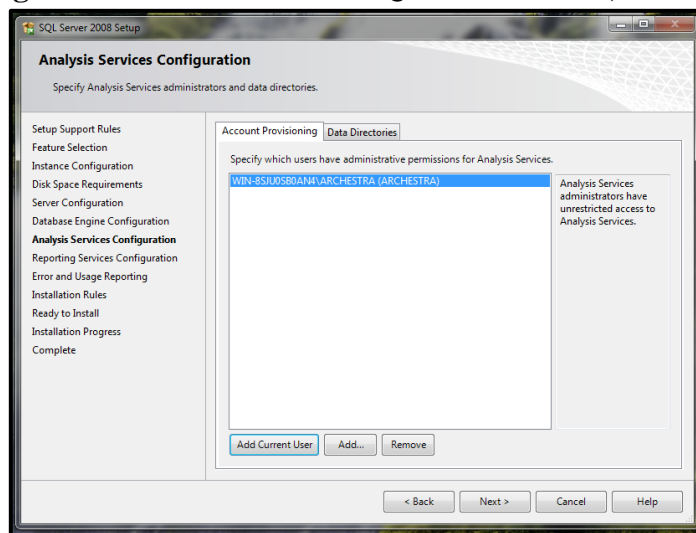 SQL Server 2008 Setup
Analysis Services Configuration
Specify Analysis Services administrators and data directories.
Setup Support Rules
Feature Selection
Instance Configuration
Disk Space Requirements
Server Configuration
Database Engine Configuration
Analysis Services Configuration
Reporting Services Configuration
Error and Usage Reporting
Installation Rules
Ready to Install
Installation Progress
Complete
Account Provisioning
Data Directories
Specify which users have administrative permissions for Analysis Services.
WIN-8SJU0SB0AN4\ARCHESTRA (ARCHESTRA)
Analysis Services
administrators have
unrestricted access to
Analysis Services.
Add Current User
Add...
Remove
< Back
Next >
Cancel
Help